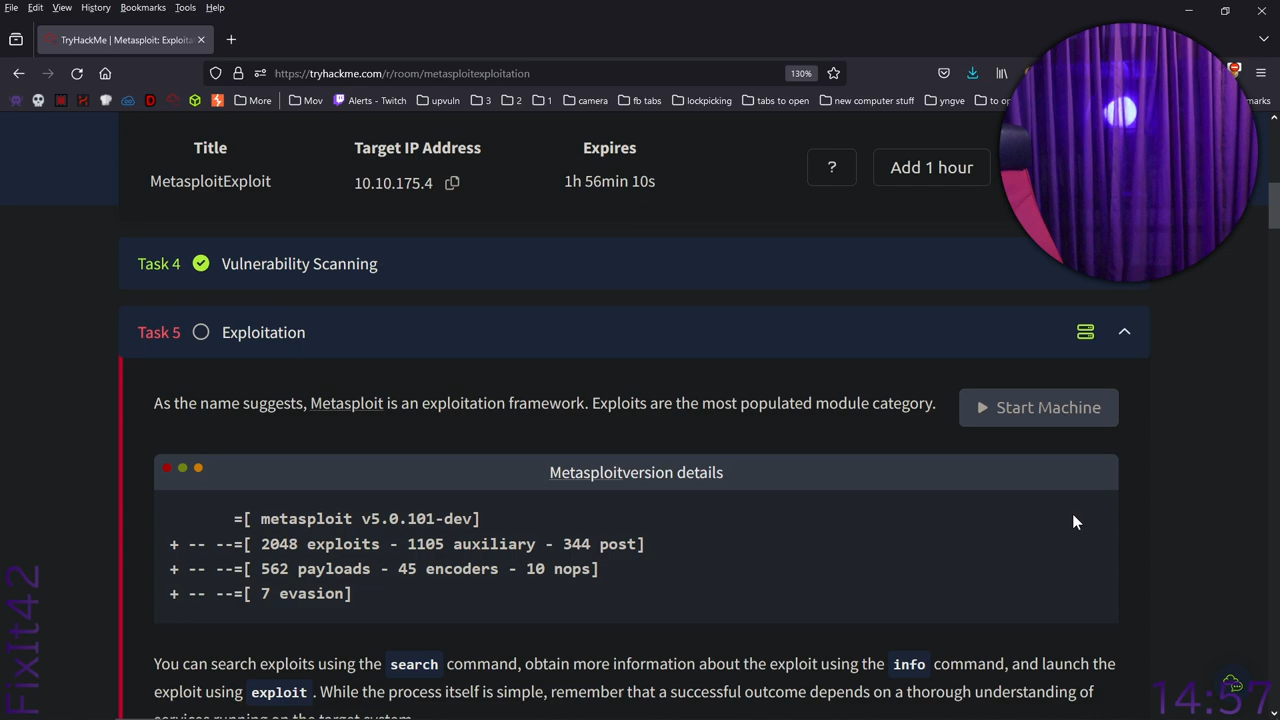 File Edit View History Bookmarks Tools Help
TryHackMe | Metasploit: Exploita
https://tryhackme.com/r/room/metasploitexploitation 130%
More Mov Alerts - Twitch upvuln 3 2 1 camera fb tabs lockpicking tabs to open new computer stuff yngve to o
Title Target IP Address Expires
MetasploitExploit 10.10.175.4 1h 56min 10s ? Add 1 hour
Task 4 Vulnerability Scanning
Task 5 Exploitation
As the name suggests, Metasploit is an exploitation framework. Exploits are the most populated module category.
Start Machine
Metasploitversion details
=[ metasploit v5.0.101-dev]
+ -- --=[ 2048 exploits - 1105 auxiliary - 344 post]
+ -- --=[ 562 payloads - 45 encoders - 10 nops]
+ -- --=[ 7 evasion]
You can search exploits using the search command, obtain more information about the exploit using the info command, and launch the
exploit using exploit. While the process itself is simple, remember that a successful outcome depends on a thorough understanding of
services running on the target system.
FixIt42
14:57